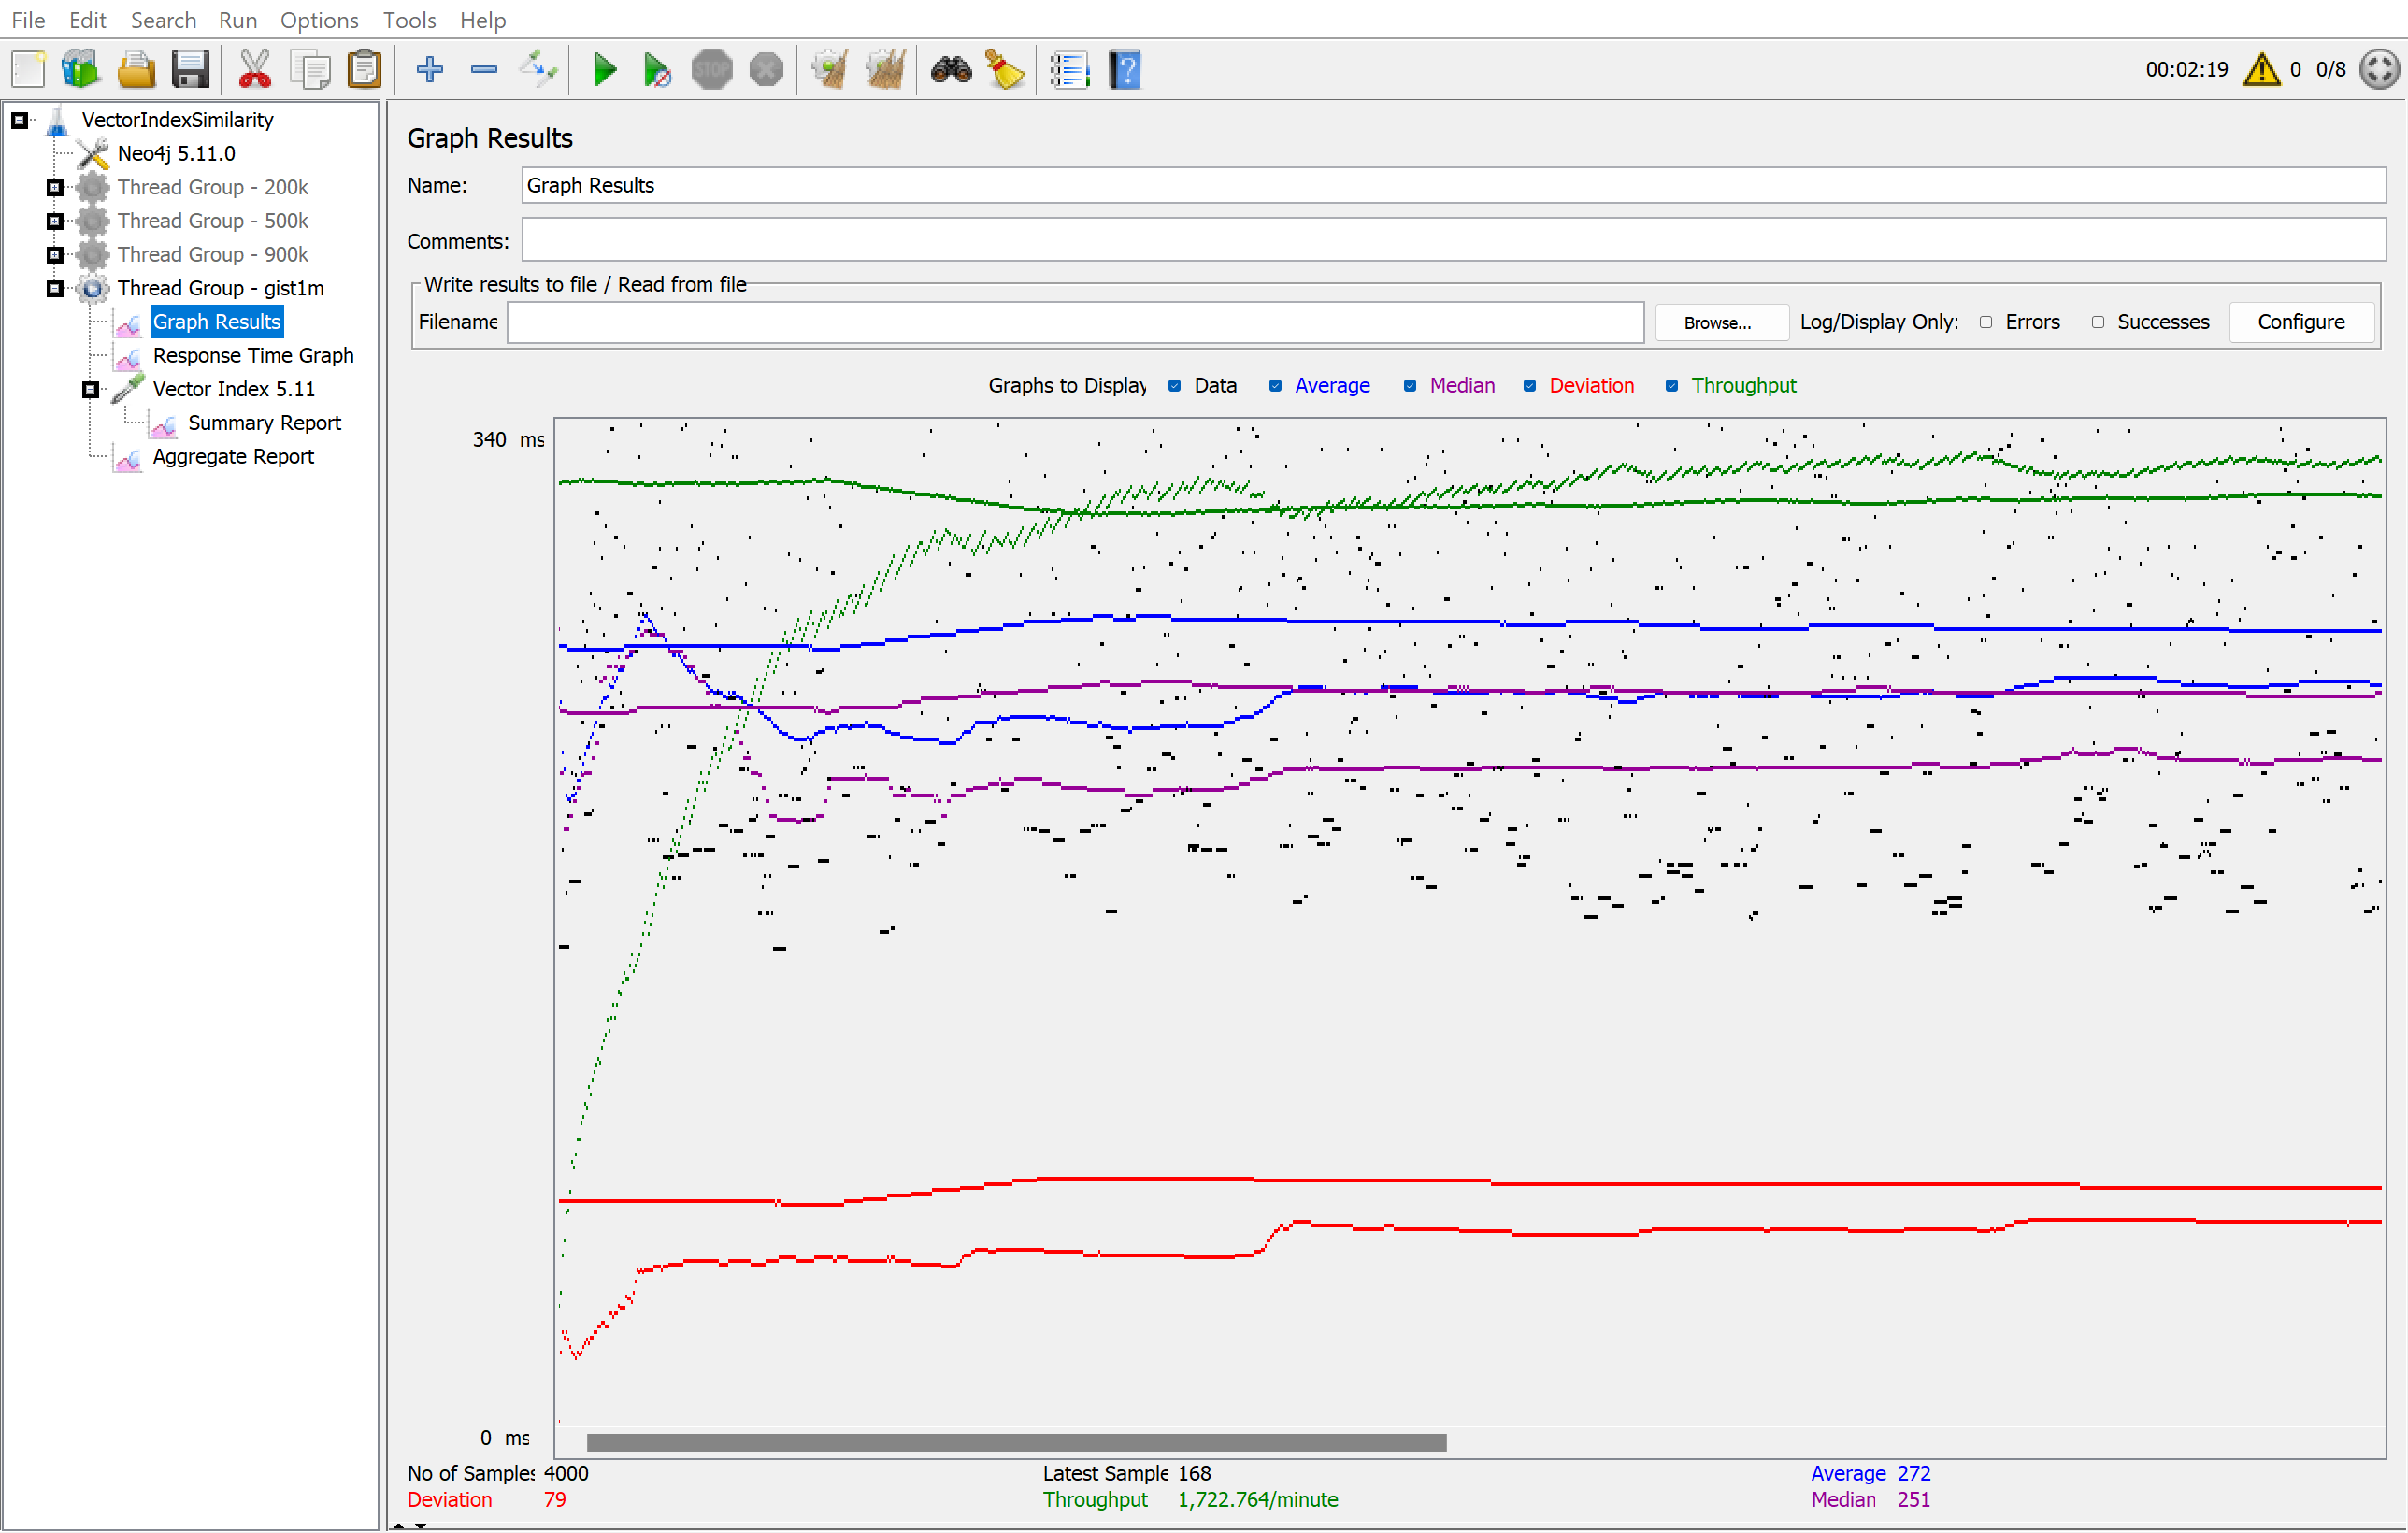 File Edit Search Run Options Tools Help
STOP
00:02:19 0 0/8
VectorIndexSimilarity
Neo4j 5.11.0
Thread Group - 200k
Thread Group - 500k
Thread Group - 900k
Thread Group - gist1m
Graph Results
Response Time Graph
Vector Index 5.11
Summary Report
Aggregate Report
Graph Results
Name: Graph Results
Comments:
Write results to file / Read from file
Filename Browse... Log/Display Only: Errors Successes Configure
Graphs to Display Data Average Median Deviation Throughput
340 ms
0 ms
No of Samples 4000 Latest Sample 168 Average 272
Deviation 79 Throughput 1,722.764/minute Median 251